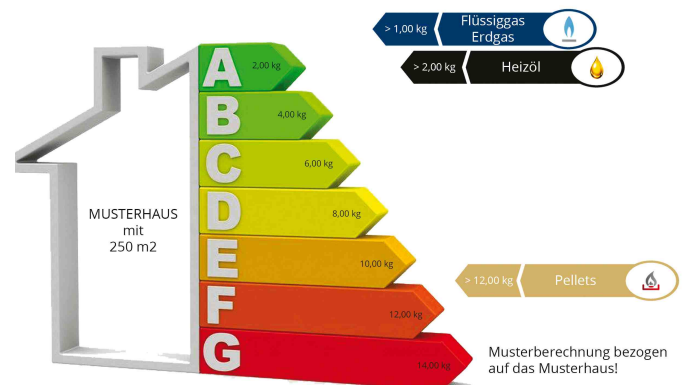 > 1,00 kg
Flüssiggas
Erdgas
> 2,00 kg
Heizöl
A
2,00 kg
B
4,00 kg
C
6,00 kg
D
8,00 kg
E
10,00 kg
F
12,00 kg
G
14,00 kg
MUSTERHAUS
mit
250 m2
> 12,00 kg
Pellets
Musterberechnung bezogen
auf das Musterhaus!